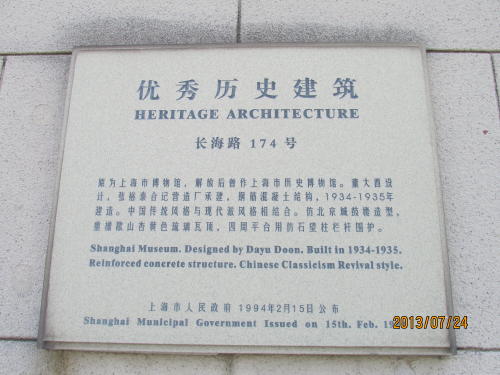 优秀历史建筑
HERITAGE ARCHITECTURE
长海路 174 号
原为上海市博物馆，解放后曾作上海市历史博物馆。董大酉设
计，张裕泰合记营造厂承建，钢筋混凝土结构，1934-1935年
建造。中国传统风格与现代派风格相结合。仿北京城鼓楼造型，
重檐歇山杏黄色琉璃瓦顶，四周平台用仿石望柱栏杆围护。
Shanghai Museum. Designed by Dayu Doon. Built in 1934-1935.
Reinforced concrete structure. Chinese Classicism Revival style.
上海市人民政府 1994年2月15日公布
Shanghai Municipal Government Issued on 15th. Feb. 19
2013/07/24